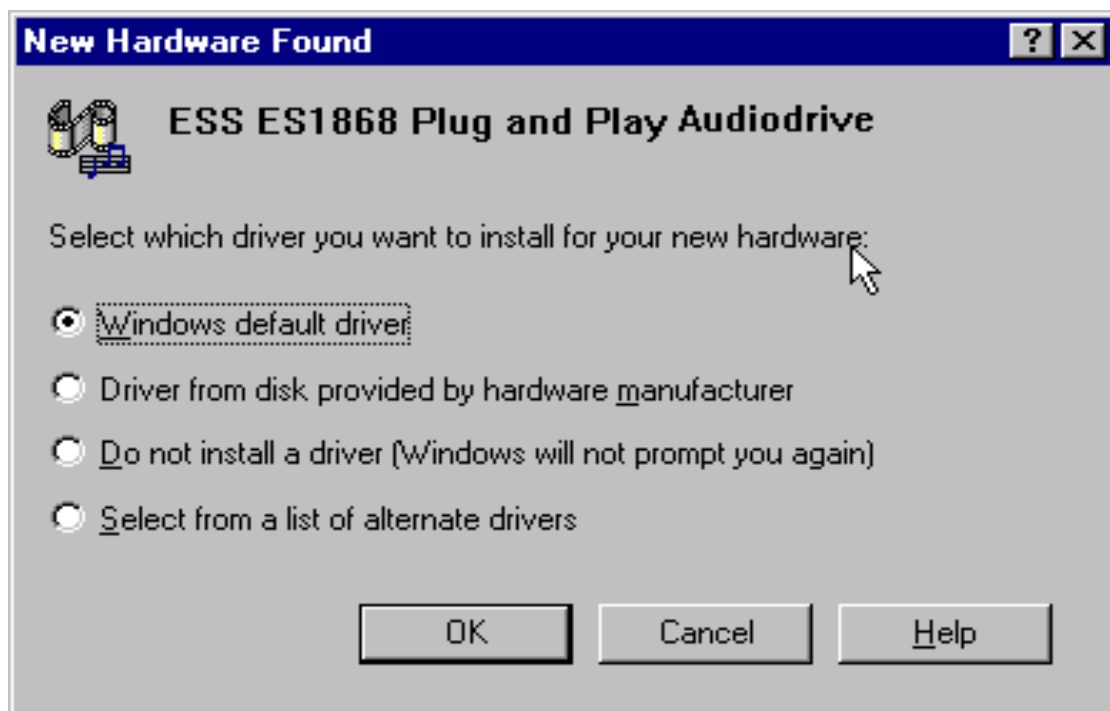 New Hardware Found
ESS ES1868 Plug and Play Audiodrive
Select which driver you want to install for your new hardware:
Windows default driver
Driver from disk provided by hardware manufacturer
Do not install a driver (Windows will not prompt you again)
Select from a list of alternate drivers
OK Cancel Help